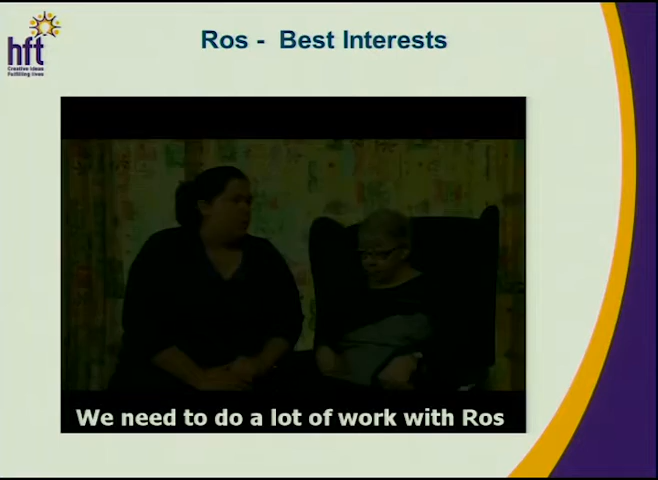 Ros - Best Interests
hft
Creative Ideas
Fulfilling lives
We need to do a lot of work with Ros